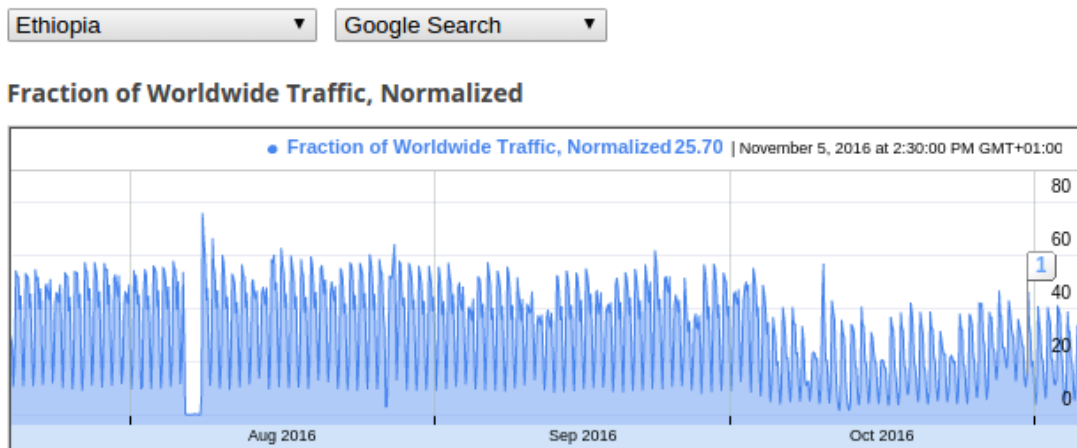 Ethiopia Google Search
Fraction of Worldwide Traffic, Normalized
Fraction of Worldwide Traffic, Normalized 25.70 | November 5, 2016 at 2:30:00 PM GMT+01:00
80
60
1
40
20
0
Aug 2016 Sep 2016 Oct 2016